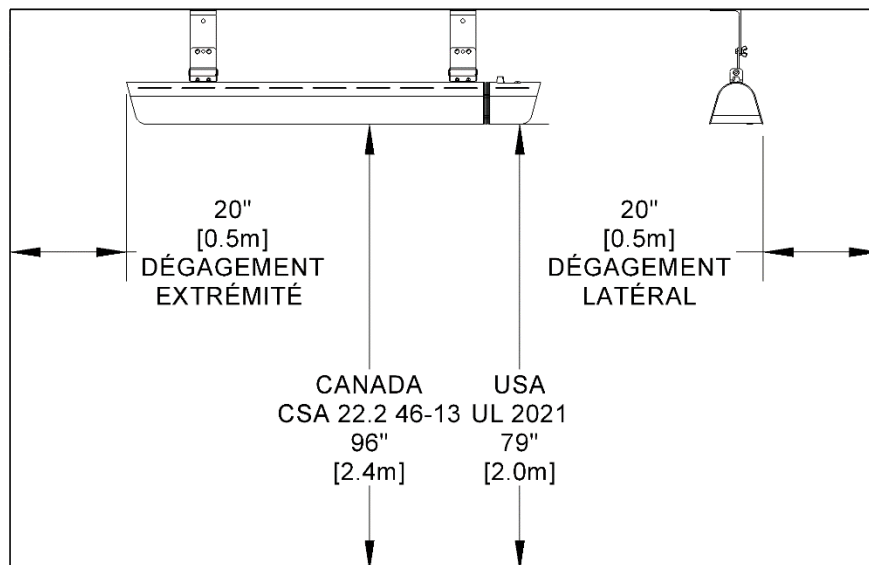 20"
[0.5m]
DÉGAGEMENT
EXTRÉMITÉ
20"
[0.5m]
DÉGAGEMENT
LATÉRAL
CANADA
CSA 22.2 46-13
96"
[2.4m]
USA
UL 2021
79"
[2.0m]